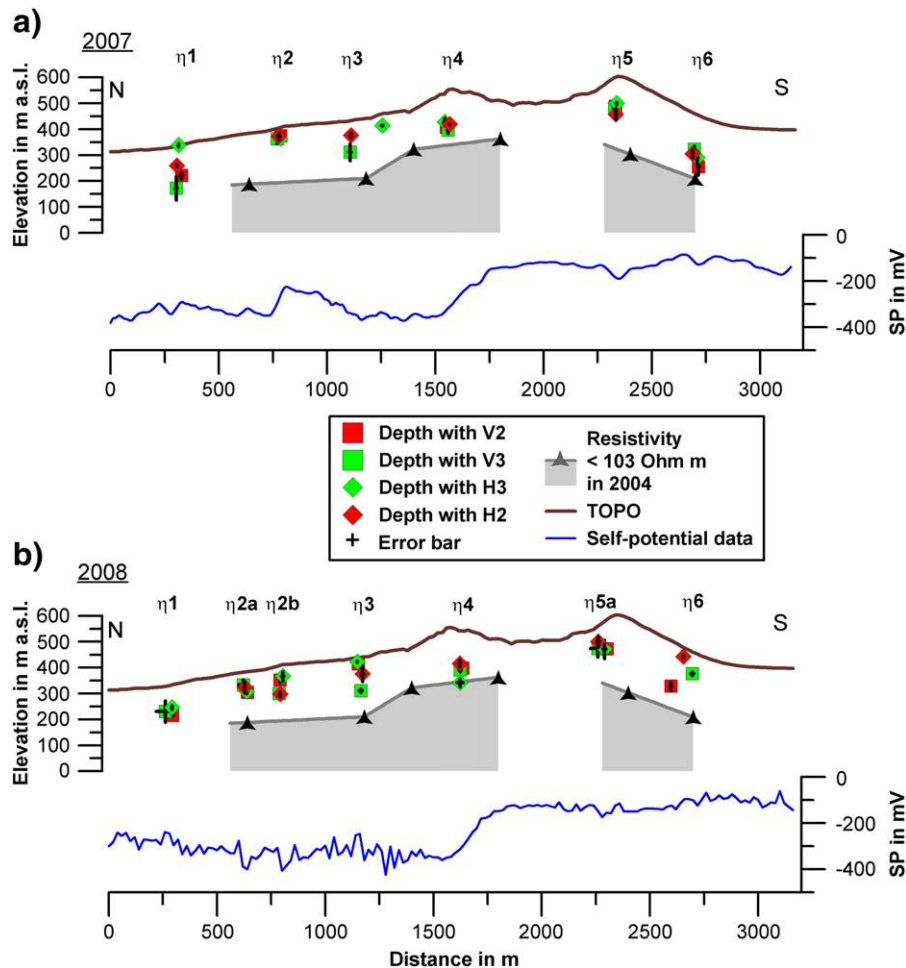 a)
2007
η1 η2 η3 η4 η5 η6
N S
600
500
400
300
200
100
0
Elevation in m a.s.l.
0
-200
-400
SP in mV
0 500 1000 1500 2000 2500 3000
Depth with V2
Depth with V3
Depth with H3
Depth with H2
Error bar
Resistivity
< 103 Ohm m
in 2004
TOPO
Self-potential data
b)
2008
η1 η2a η2b η3 η4 η5a η6
N S
600
500
400
300
200
100
0
Elevation in m a.s.l.
0
-200
-400
SP in mV
0 500 1000 1500 2000 2500 3000
Distance in m